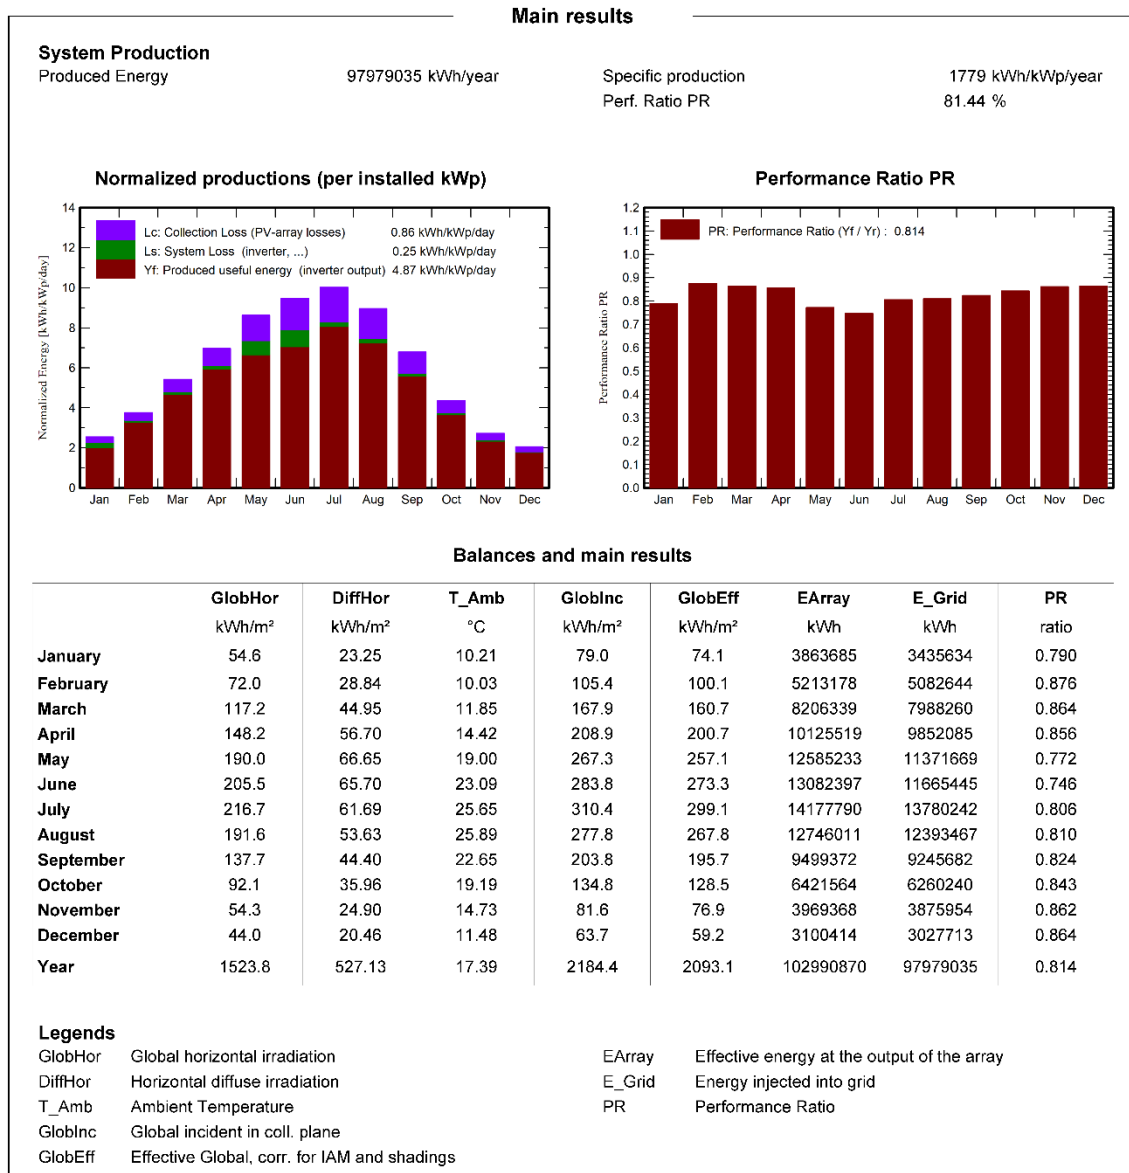 Main results
System Production
Produced Energy 97979035 kWh/year Specific production 1779 kWh/kWp/year
Perf. Ratio PR 81.44 %
Normalized productions (per installed kWp)
14
12
10
8
6
4
2
0
Normalized Energy [kWh/kWp/day]
Lc: Collection Loss (PV-array losses) 0.86 kWh/kWp/day
Ls: System Loss (inverter, ...) 0.25 kWh/kWp/day
Yf: Produced useful energy (inverter output) 4.87 kWh/kWp/day
Jan Feb Mar Apr May Jun Jul Aug Sep Oct Nov Dec
Performance Ratio PR
1.2
1.1
1.0
0.9
0.8
0.7
0.6
0.5
0.4
0.3
0.2
0.1
0.0
Performance Ratio PR
PR: Performance Ratio (Yf / Yr) : 0.814
Jan Feb Mar Apr May Jun Jul Aug Sep Oct Nov Dec
Balances and main results
GlobHor DiffHor T_Amb GlobInc GlobEff EArray E_Grid PR
kWh/m² kWh/m² °C kWh/m² kWh/m² kWh kWh ratio
January 54.6 23.25 10.21 79.0 74.1 3863685 3435634 0.790
February 72.0 28.84 10.03 105.4 100.1 5213178 5082644 0.876
March 117.2 44.95 11.85 167.9 160.7 8206339 7988260 0.864
April 148.2 56.70 14.42 208.9 200.7 10125519 9852085 0.856
May 190.0 66.65 19.00 267.3 257.1 12585233 11371669 0.772
June 205.5 65.70 23.09 283.8 273.3 13082397 11665445 0.746
July 216.7 61.69 25.65 310.4 299.1 14177790 13780242 0.806
August 191.6 53.63 25.89 277.8 267.8 12746011 12393467 0.810
September 137.7 44.40 22.65 203.8 195.7 9499372 9245682 0.824
October 92.1 35.96 19.19 134.8 128.5 6421564 6260240 0.843
November 54.3 24.90 14.73 81.6 76.9 3969368 3875954 0.862
December 44.0 20.46 11.48 63.7 59.2 3100414 3027713 0.864
Year 1523.8 527.13 17.39 2184.4 2093.1 102990870 97979035 0.814
Legends
GlobHor Global horizontal irradiation EArray Effective energy at the output of the array
DiffHor Horizontal diffuse irradiation E_Grid Energy injected into grid
T_Amb Ambient Temperature PR Performance Ratio
GlobInc Global incident in coll. plane
GlobEff Effective Global, corr. for IAM and shadings